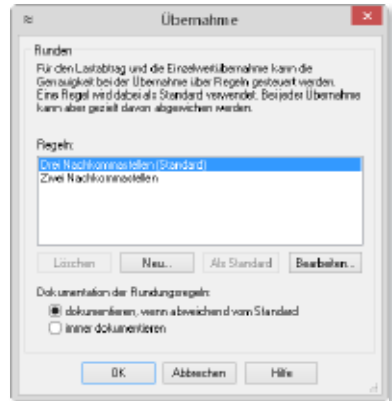 Übernahme
Runden
Für den Lastabtrag und die Einzelwertübernahme kann die
Genauigkeit bei der Übernahme über Regeln gesteuert werden.
Eine Regel wird dabei als Standard verwendet. Bei jeder Übernahme
kann aber gezielt davon abgewichen werden.
Regeln:
Drei Nachkommastellen (Standard)
Zwei Nachkommastellen
Löschen Neu... Als Standard Bearbeiten...
Dokumentation der Rundungsregeln:
dokumentieren, wenn abweichend vom Standard
immer dokumentieren
OK Abbrechen Hilfe